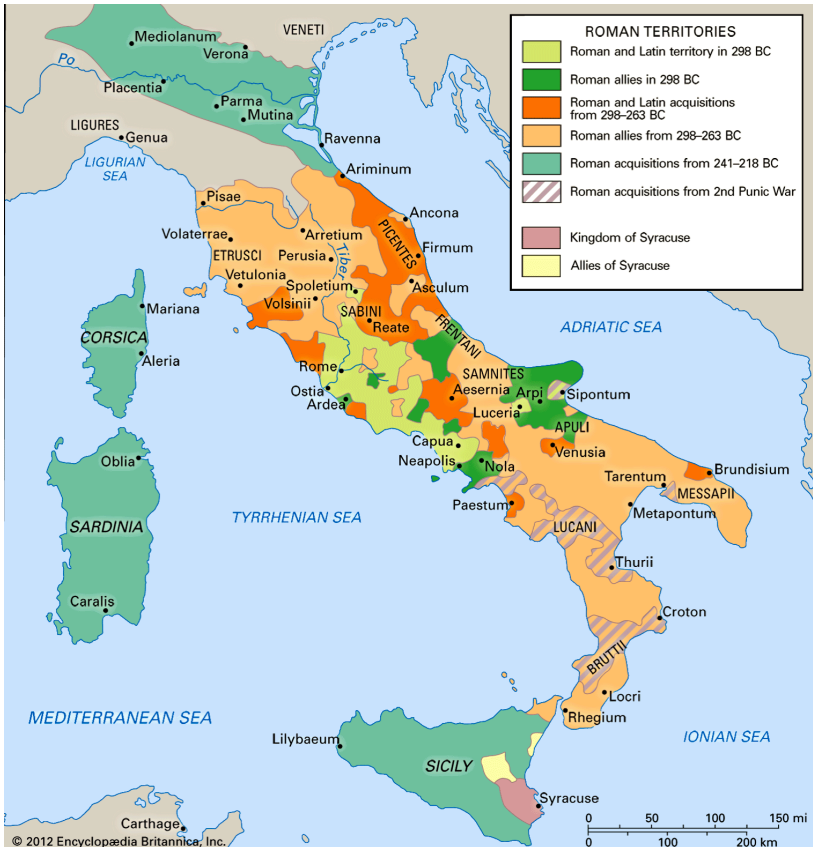 ROMAN TERRITORIES
Roman and Latin territory in 298 BC
Roman allies in 298 BC
Roman and Latin acquisitions
from 298–263 BC
Roman allies from 298–263 BC
Roman acquisitions from 241–218 BC
Roman acquisitions from 2nd Punic War
Kingdom of Syracuse
Allies of Syracuse
Mediolanum
Verona
VENETI
Po
Placentia
Parma
Mutina
LIGURES
Genua
Ravenna
LIGURIAN
SEA
Ariminum
Pisae
Ancona
Volaterrae
Arretium
PICENTES
Firmum
ETRUSCI
Perusia
Tiber
Vetulonia
Spoletium
Asculum
Volsinii
SABINI
Reate
FRENTANI
ADRIATIC SEA
Mariana
CORSICA
Aleria
Rome
SAMNITES
Aesernia
Arpi
Sipontum
Ostia
Ardea
Luceria
APULI
Capua
Venusia
Neapolis
Nola
Oblia
Tarentum
Brundisium
MESSAPII
Paestum
Metapontum
SARDINIA
TYRRHENIAN SEA
LUCANI
Thurii
Caralis
Croton
BRUTTII
Locri
Rhegium
MEDITERRANEAN SEA
IONIAN SEA
Lilybaeum
SICILY
Syracuse
Carthage
0 50 100 150 mi
0 100 200 km
© 2012 Encyclopædia Britannica, Inc.